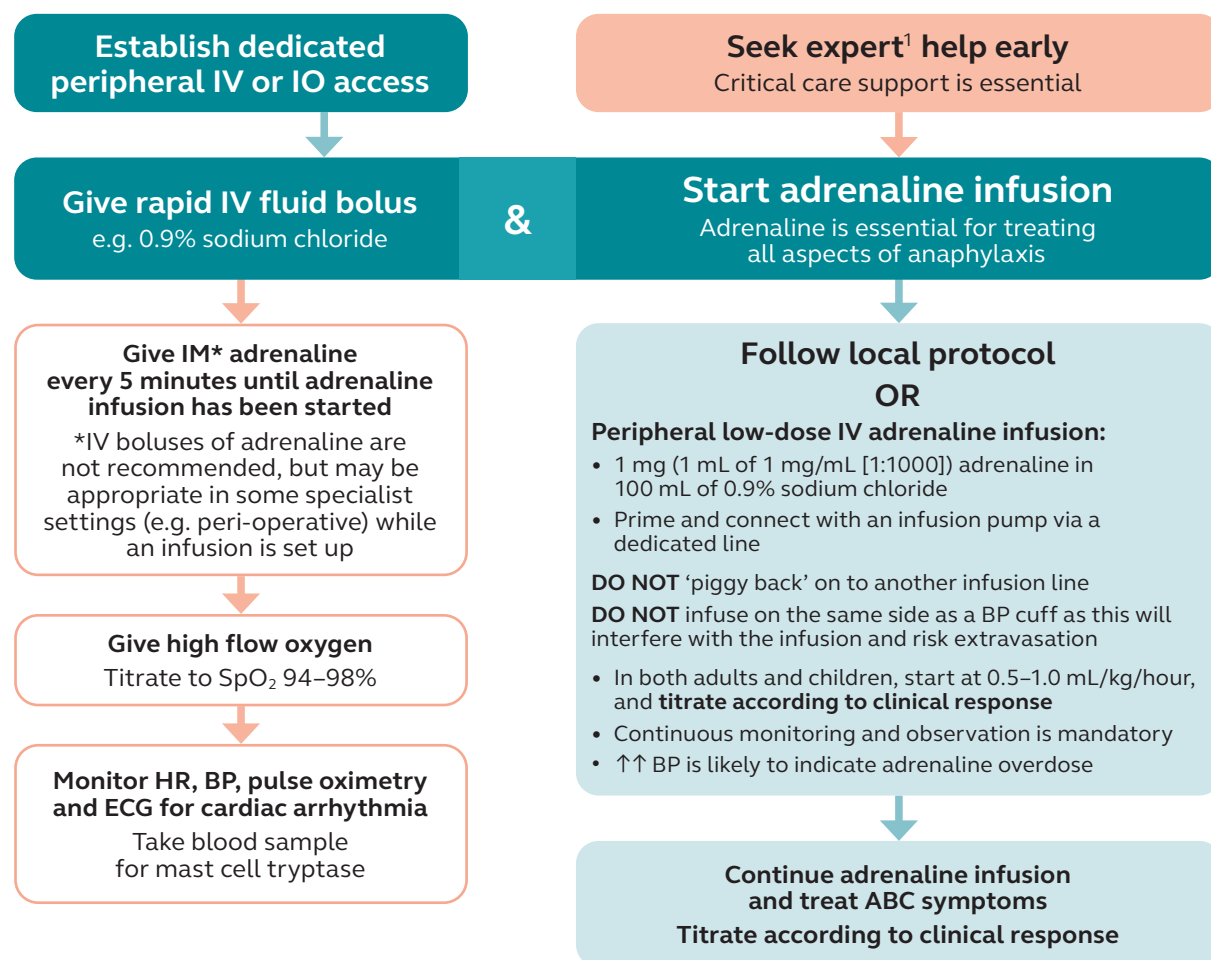 Establish dedicated
peripheral IV or IO access
Seek expert¹ help early
Critical care support is essential
Give rapid IV fluid bolus
e.g. 0.9% sodium chloride
&
Start adrenaline infusion
Adrenaline is essential for treating
all aspects of anaphylaxis
Give IM* adrenaline
every 5 minutes until adrenaline
infusion has been started
*IV boluses of adrenaline are
not recommended, but may be
appropriate in some specialist
settings (e.g. peri-operative) while
an infusion is set up
Give high flow oxygen
Titrate to SpO₂ 94–98%
Monitor HR, BP, pulse oximetry
and ECG for cardiac arrhythmia
Take blood sample
for mast cell tryptase
Follow local protocol
OR
Peripheral low-dose IV adrenaline infusion:
• 1 mg (1 mL of 1 mg/mL [1:1000]) adrenaline in
100 mL of 0.9% sodium chloride
• Prime and connect with an infusion pump via a
dedicated line
DO NOT ‘piggy back’ on to another infusion line
DO NOT infuse on the same side as a BP cuff as this will
interfere with the infusion and risk extravasation
• In both adults and children, start at 0.5–1.0 mL/kg/hour,
and titrate according to clinical response
• Continuous monitoring and observation is mandatory
• ↑↑ BP is likely to indicate adrenaline overdose
Continue adrenaline infusion
and treat ABC symptoms
Titrate according to clinical response